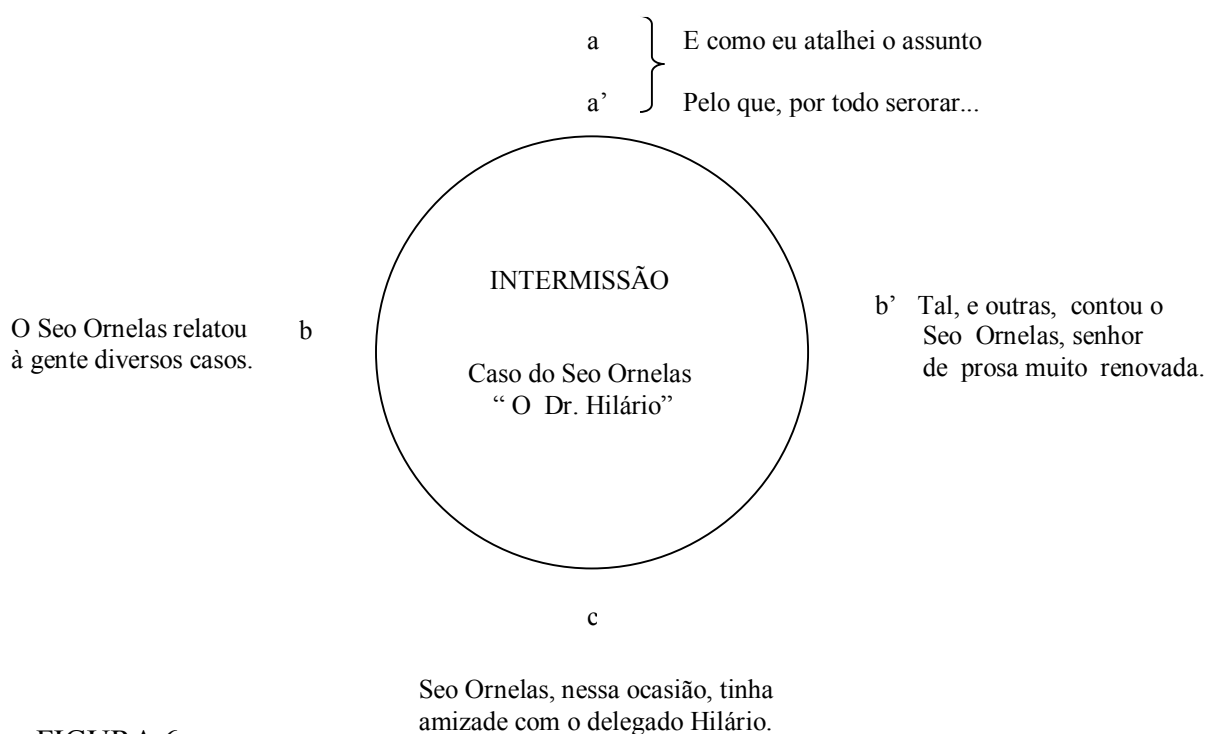 a E como eu atalhei o assunto
a’ Pelo que, por todo serorar...
INTERMISSÃO
Caso do Seo Ornelas
“ O Dr. Hilário”
O Seo Ornelas relatou
à gente diversos casos.
b
b’ Tal, e outras, contou o
Seo Ornelas, senhor
de prosa muito renovada.
c
Seo Ornelas, nessa ocasião, tinha
amizade com o delegado Hilário.
FIGURA 6